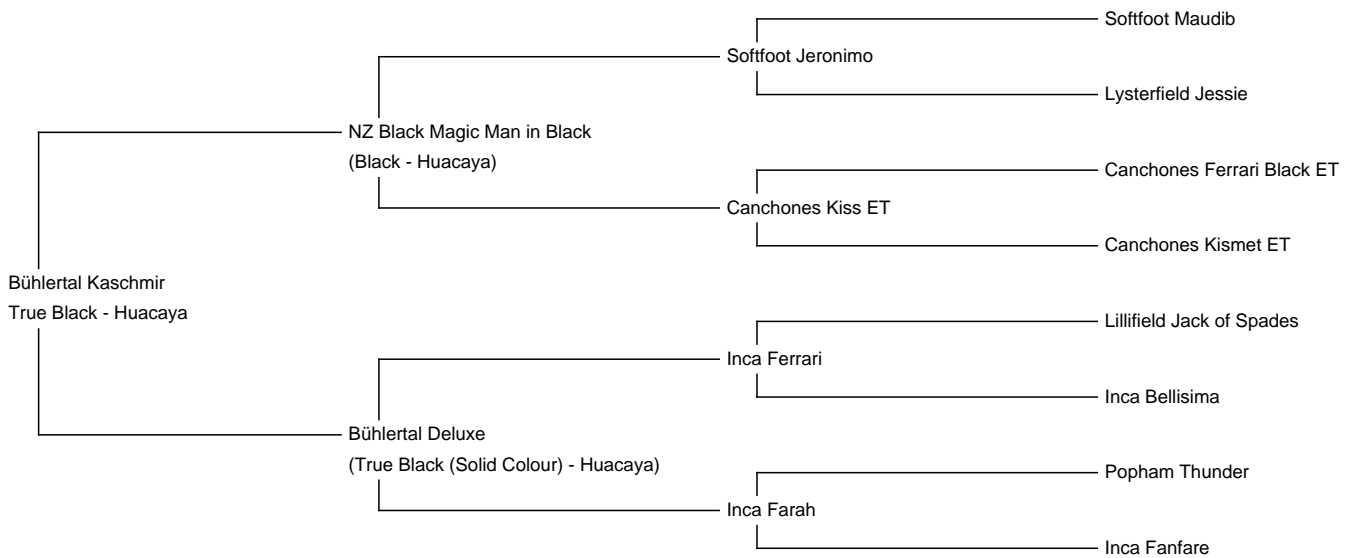 Softfoot Maudib
Softfoot Jeronimo
Lysterfield Jessie
NZ Black Magic Man in Black
(Black - Huacaya)
Canchones Ferrari Black ET
Canchones Kiss ET
Canchones Kismet ET
Bühlertal Kaschmir
True Black - Huacaya
Lillifield Jack of Spades
Inca Ferrari
Inca Bellisima
Bühlertal Deluxe
(True Black (Solid Colour) - Huacaya)
Popham Thunder
Inca Farah
Inca Fanfare